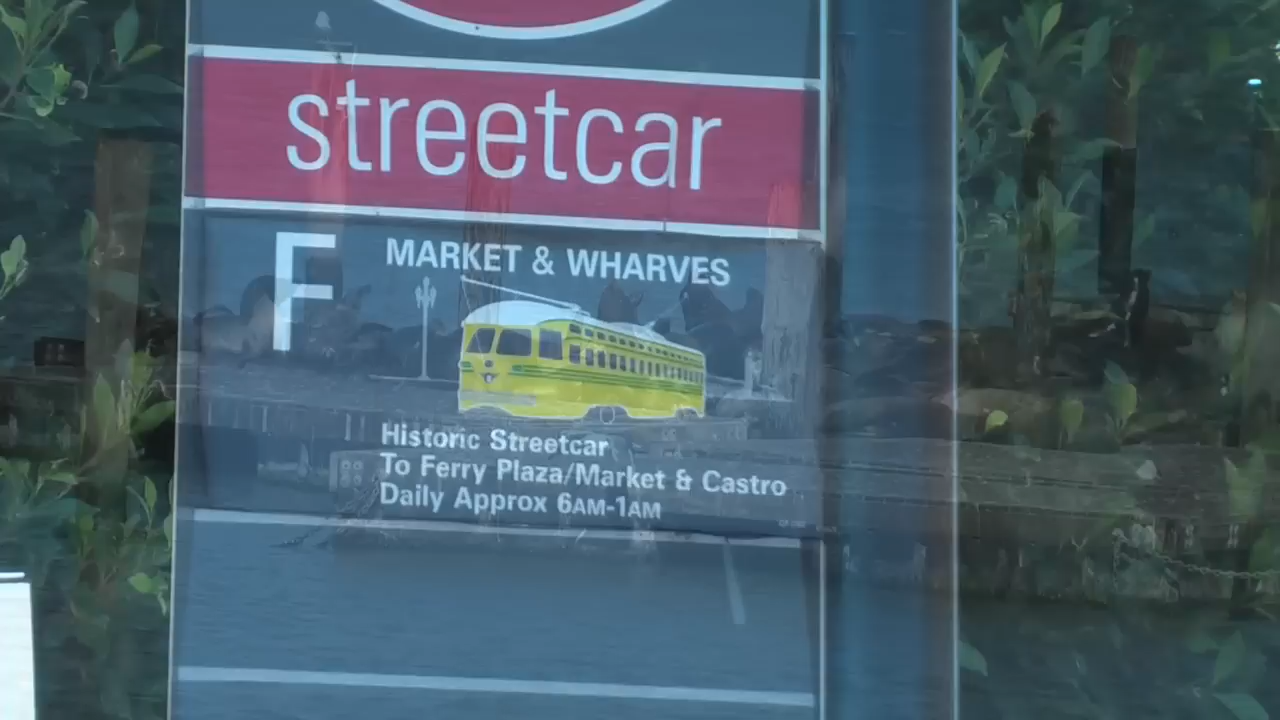 streetcar
F
MARKET & WHARVES
Historic Streetcar
To Ferry Plaza/Market & Castro
Daily Approx 6AM-1AM